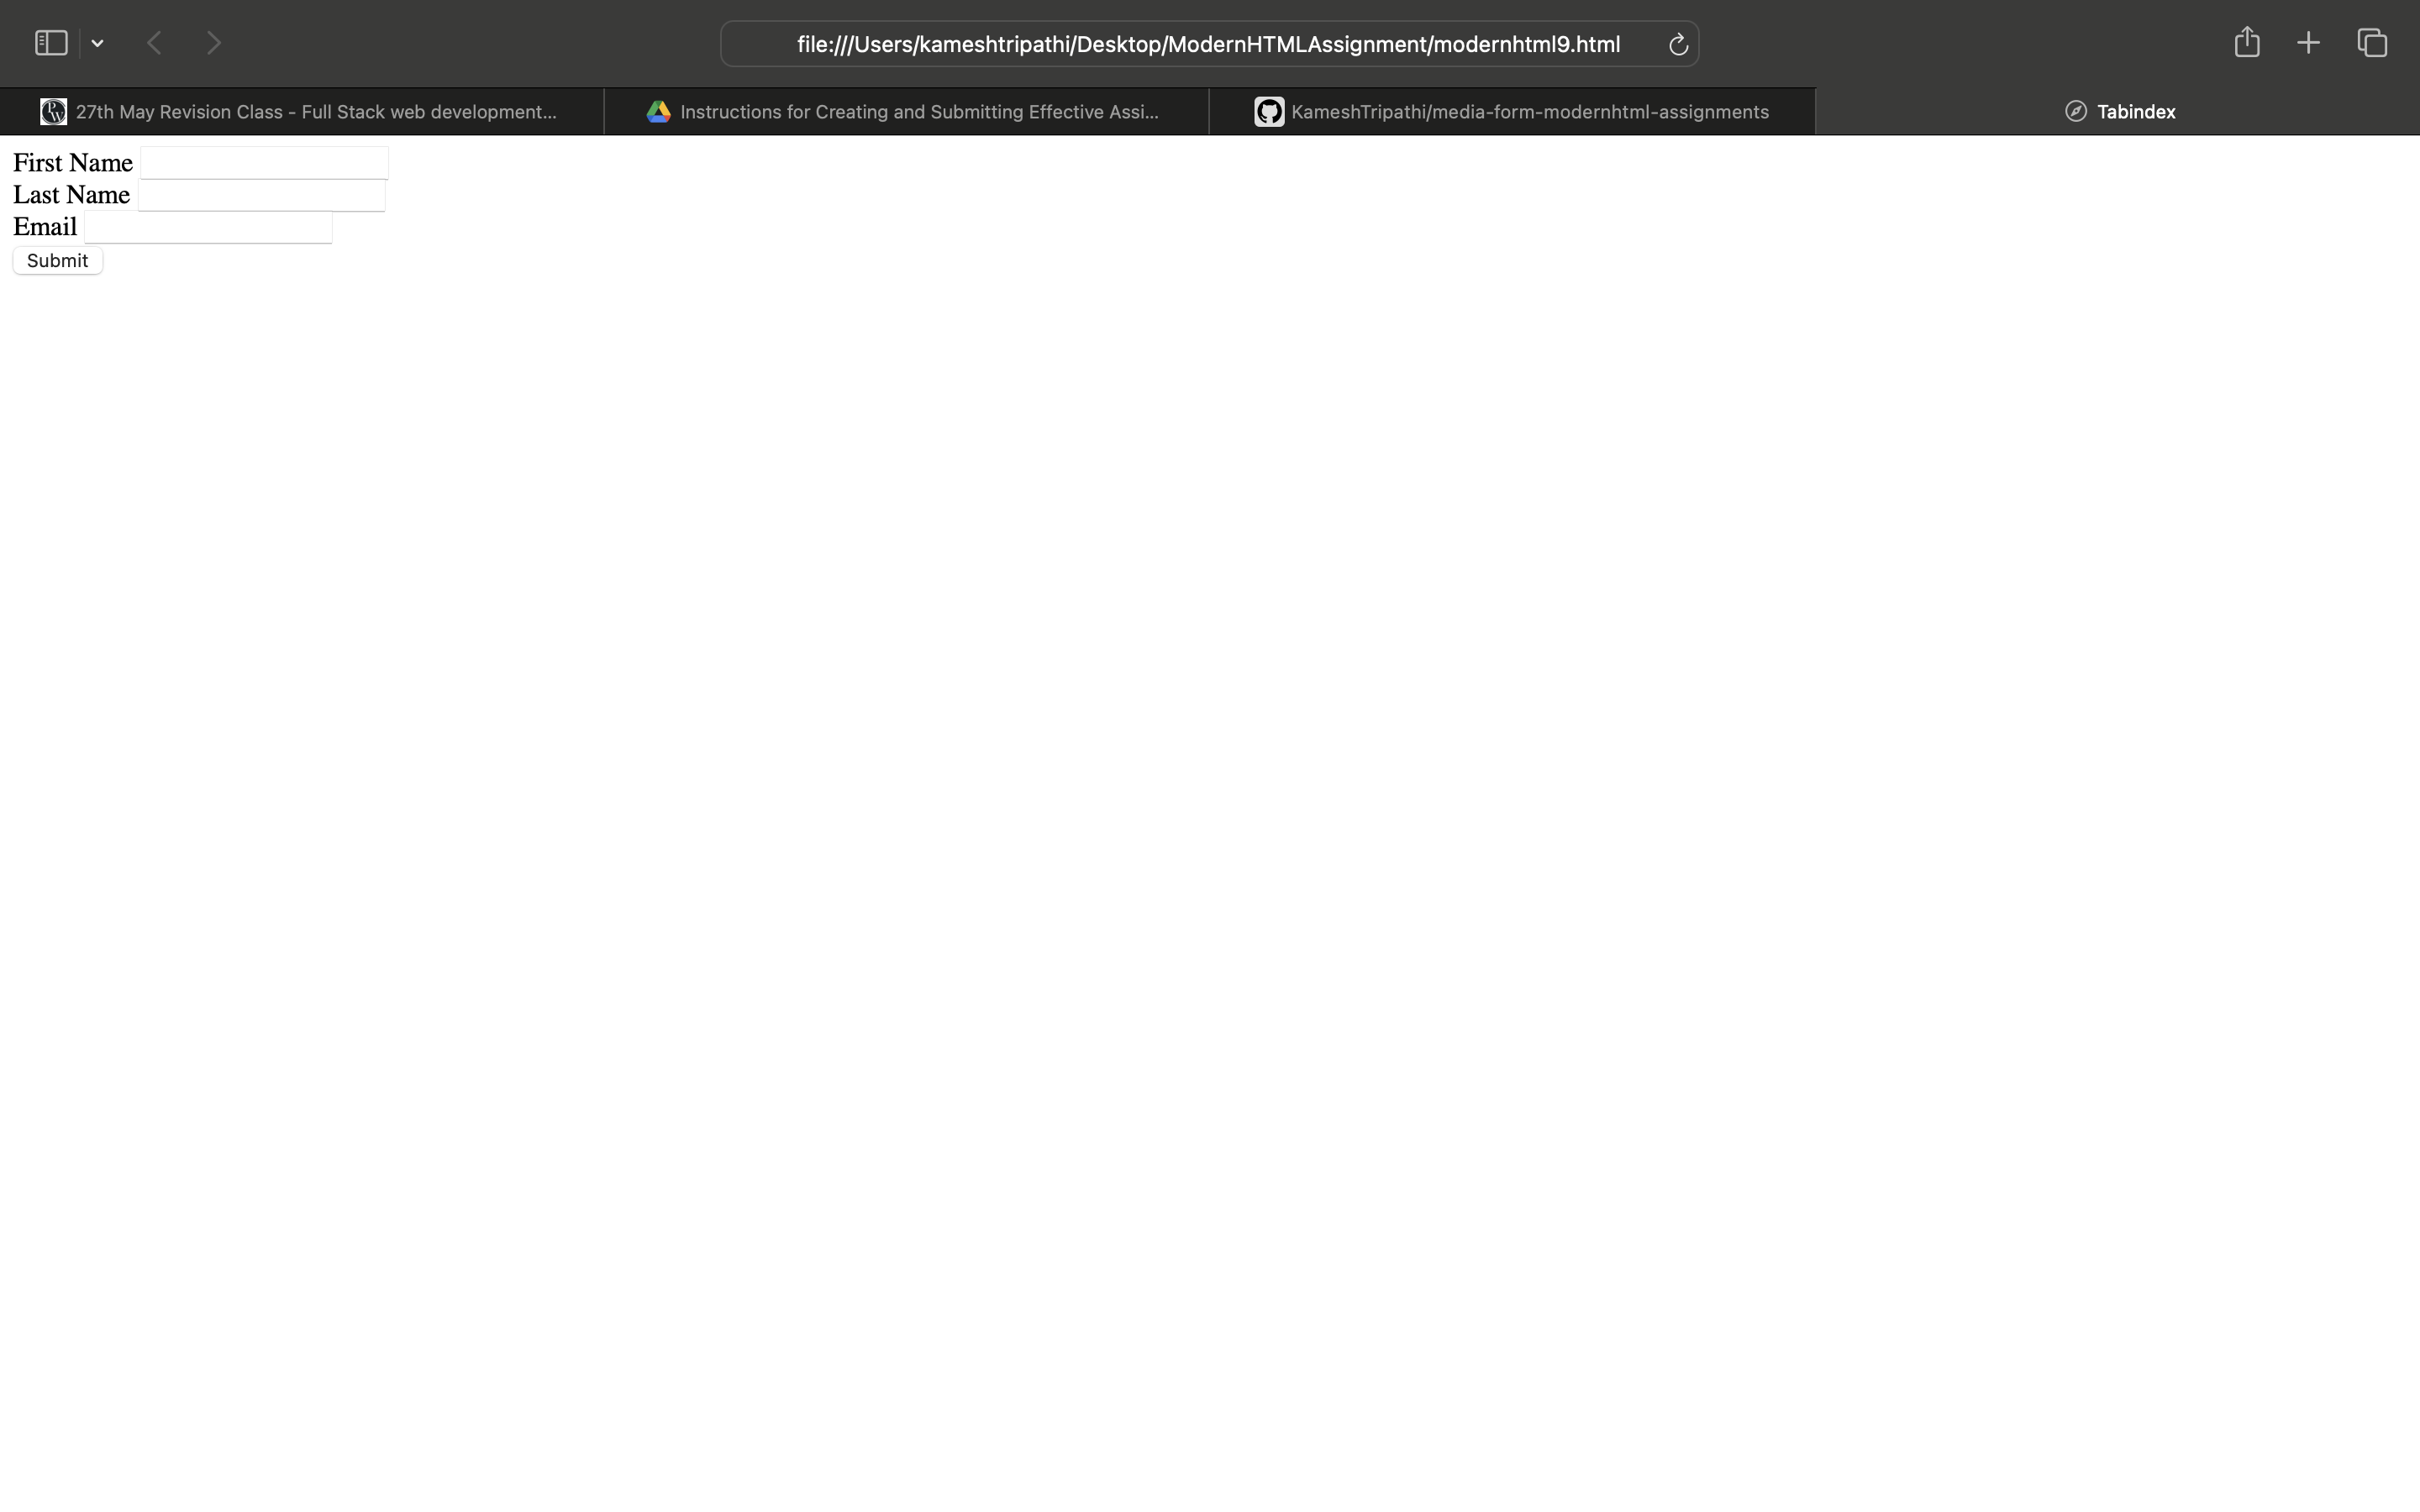 file:///Users/kameshtripathi/Desktop/ModernHTMLAssignment/modernhtml9.html
PW 27th May Revision Class - Full Stack web development...
Instructions for Creating and Submitting Effective Assi...
KameshTripathi/media-form-modernhtml-assignments
Tabindex
First Name
Last Name
Email
Submit